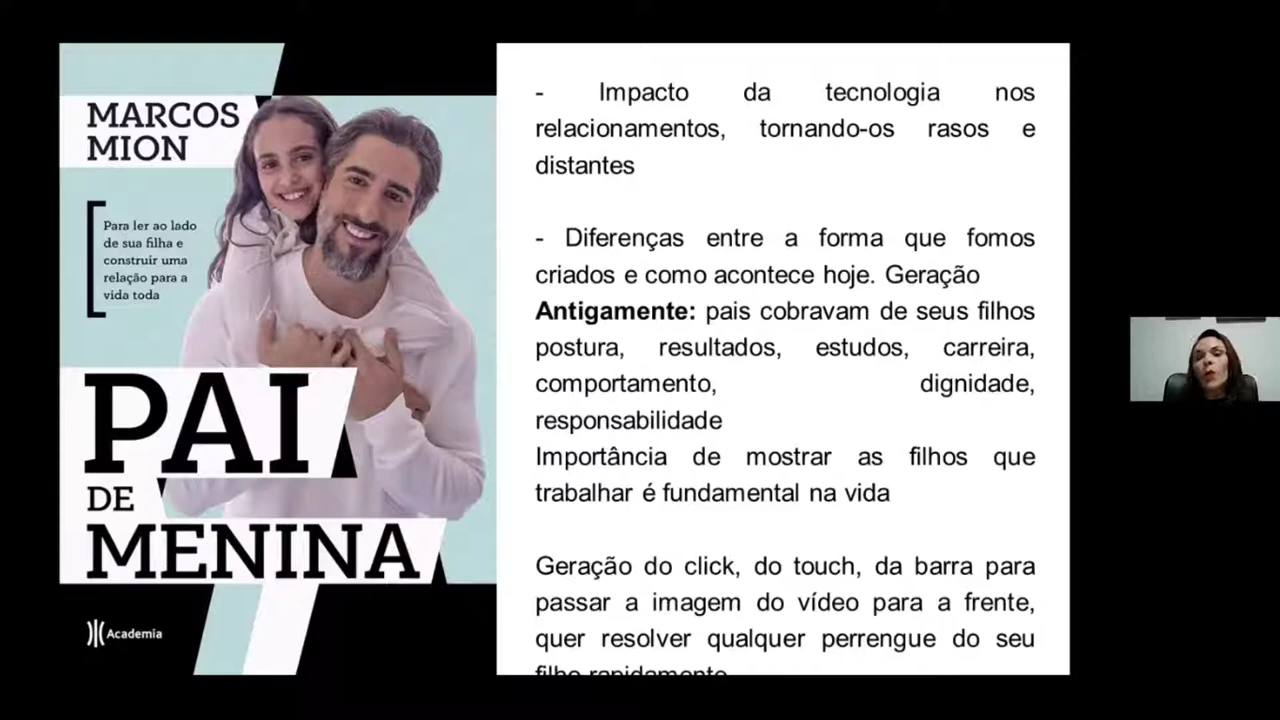 MARCOS
MION
Para ler ao lado
de sua filha e
construir uma
relação para a
vida toda
PAI
DE
MENINA
Academia
- Impacto da tecnologia nos
relacionamentos, tornando-os rasos e
distantes
- Diferenças entre a forma que fomos
criados e como acontece hoje. Geração
Antigamente: pais cobravam de seus filhos
postura, resultados, estudos, carreira,
comportamento, dignidade,
responsabilidade
Importância de mostrar as filhos que
trabalhar é fundamental na vida
Geração do click, do touch, da barra para
passar a imagem do vídeo para a frente,
quer resolver qualquer perrengue do seu
filho rapidamente